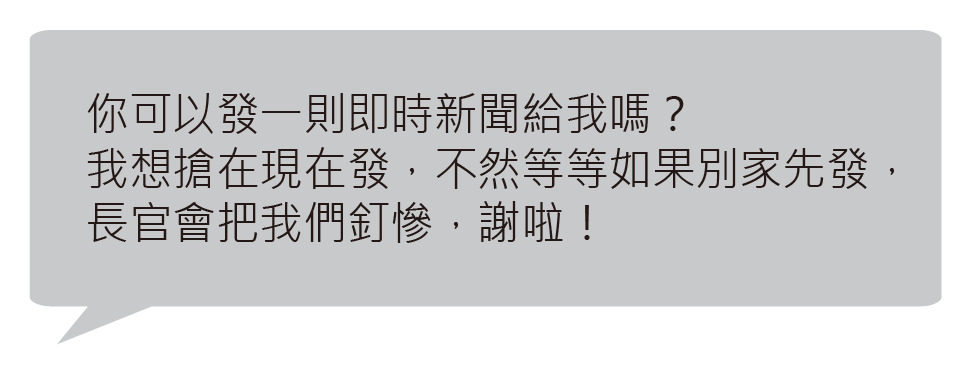 你可以發一則即時新聞給我嗎？
我想搶在現在發，不然等等如果別家先發，
長官會把我們釘慘，謝啦！